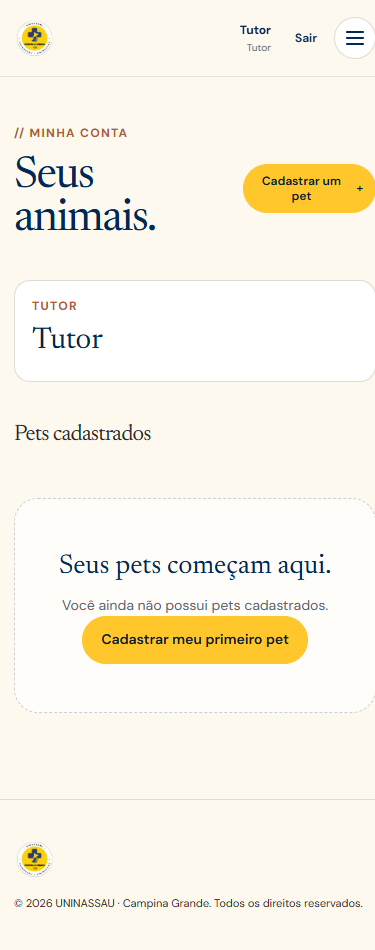 Tutor
Tutor
Sair
// MINHA CONTA
Seus
animais.
Cadastrar um
pet
+
TUTOR
Tutor
Pets cadastrados
Seus pets começam aqui.
Você ainda não possui pets cadastrados.
Cadastrar meu primeiro pet
© 2026 UNINASSAU · Campina Grande. Todos os direitos reservados.